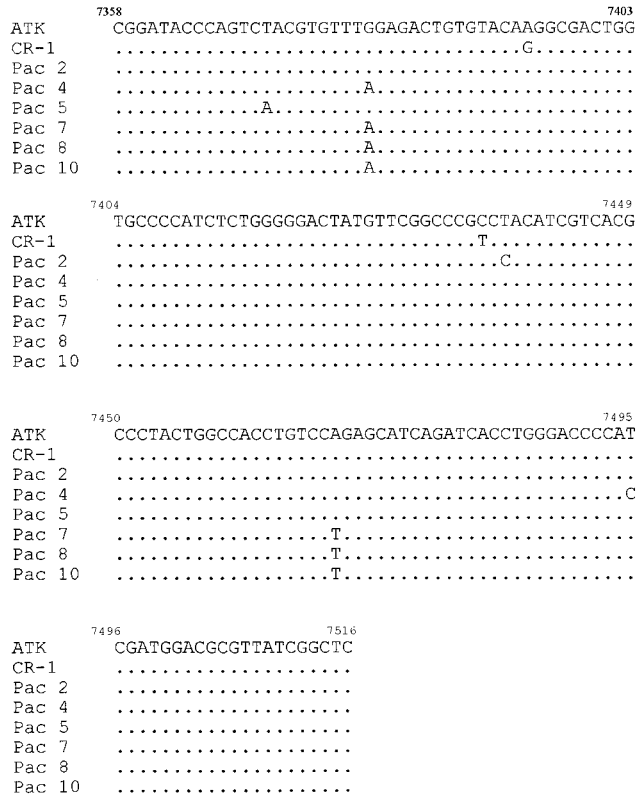 7358 7403
ATK CGGATACCCAGTCTACGTGTTTGGAGACTGTGTACAAGGCGACTGG
CR-1 ....................................G.........
Pac 2 ..............................................
Pac 4 ......................A.......................
Pac 5 .............A................................
Pac 7 ......................A.......................
Pac 8 ......................A.......................
Pac 10 ......................A.......................
7404 7449
ATK TGCCCCATCTCTGGGGGACTATGTTCGGCCCGCCTACATCGTCACG
CR-1 ................................T.............
Pac 2 ..................................C...........
Pac 4 ..............................................
Pac 5 ..............................................
Pac 7 ..............................................
Pac 8 ..............................................
Pac 10 ..............................................
7450 7495
ATK CCCTACTGGCCACCTGTCCAGAGCATCAGATCACCTGGGACCCCAT
CR-1 ..............................................
Pac 2 ..............................................
Pac 4 .............................................C
Pac 5 ..............................................
Pac 7 ...................T..........................
Pac 8 ...................T..........................
Pac 10 ...................T..........................
7496 7516
ATK CGATGGACGCGTTATCGGCTC
CR-1 .....................
Pac 2 .....................
Pac 4 .....................
Pac 5 .....................
Pac 7 .....................
Pac 8 .....................
Pac 10 .....................